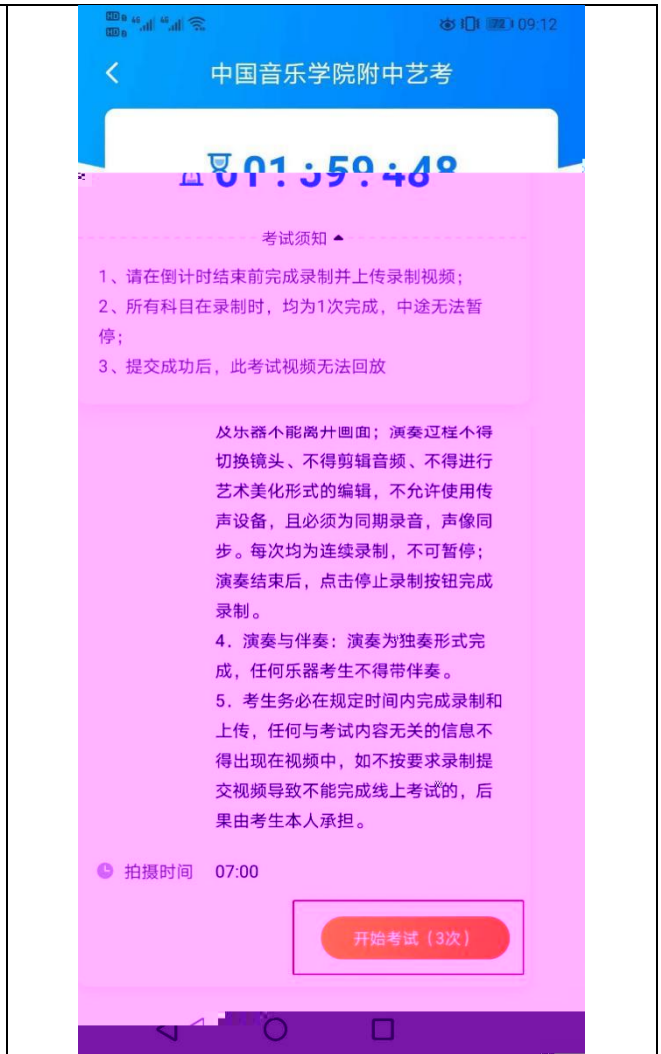 HD HD 4G 4G 72 09:12
中国音乐学院附中艺考
01:59:48
考试须知
1、请在倒计时结束前完成录制并上传录制视频；
2、所有科目在录制时，均为1次完成，中途无法暂
停；
3、提交成功后，此考试视频无法回放
及乐器不能离开画面；演奏过程不得
切换镜头、不得剪辑音频、不得进行
艺术美化形式的编辑，不允许使用传
声设备，且必须为同期录音，声像同
步。每次均为连续录制，不可暂停；
演奏结束后，点击停止录制按钮完成
录制。
4．演奏与伴奏：演奏为独奏形式完
成，任何乐器考生不得带伴奏。
5．考生务必在规定时间内完成录制和
上传，任何与考试内容无关的信息不
得出现在视频中，如不按要求录制提
交视频导致不能完成线上考试的，后
果由考生本人承担。
拍摄时间 07:00
开始考试（3次）